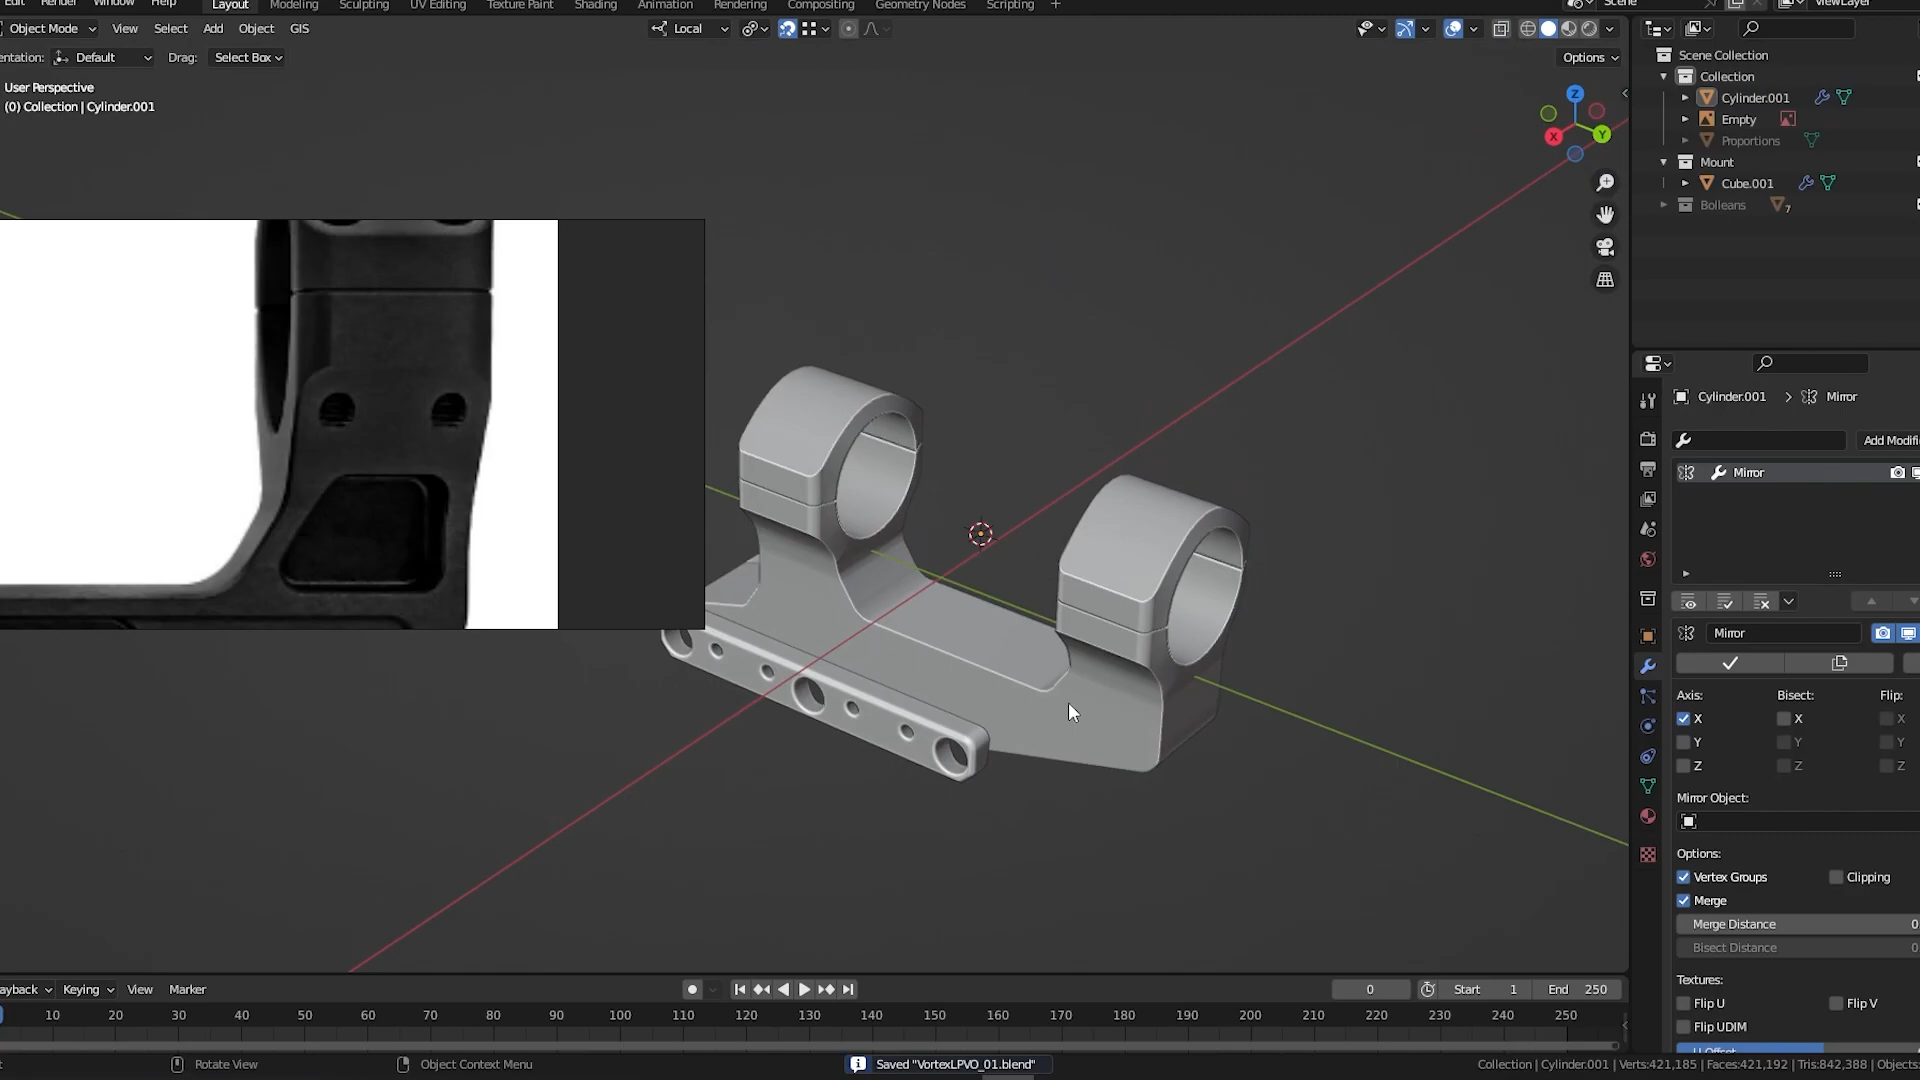 Edit Render Window Help Layout Modeling Sculpting UV Editing Texture Paint Shading Animation Rendering Compositing Geometry Nodes Scripting + Scene ViewLayer
Object Mode View Select Add Object GIS Local
entation: Default Drag: Select Box Options
User Perspective
(0) Collection | Cylinder.001
Scene Collection
Collection
Cylinder.001
Empty
Proportions
Mount
Cube.001
Bolleans 7
Z
X
Y
Cylinder.001 > Mirror
Add Modifi
Mirror
Mirror
Axis: Bisect: Flip:
X X X
Y Y Y
Z Z Z
Mirror Object:
Options:
Vertex Groups Clipping
Merge
Merge Distance 0
Bisect Distance 0
Textures:
Flip U Flip V
Flip UDIM
U Offset
ayback Keying View Marker
0 Start 1 End 250
10 20 30 40 50 60 70 80 90 100 110 120 130 140 150 160 170 180 190 200 210 220 230 240 250
Rotate View Object Context Menu Saved "VortexLPVO_01.blend" Collection | Cylinder.001 | Verts:421,185 | Faces:421,192 | Tris:842,388 | Objects: